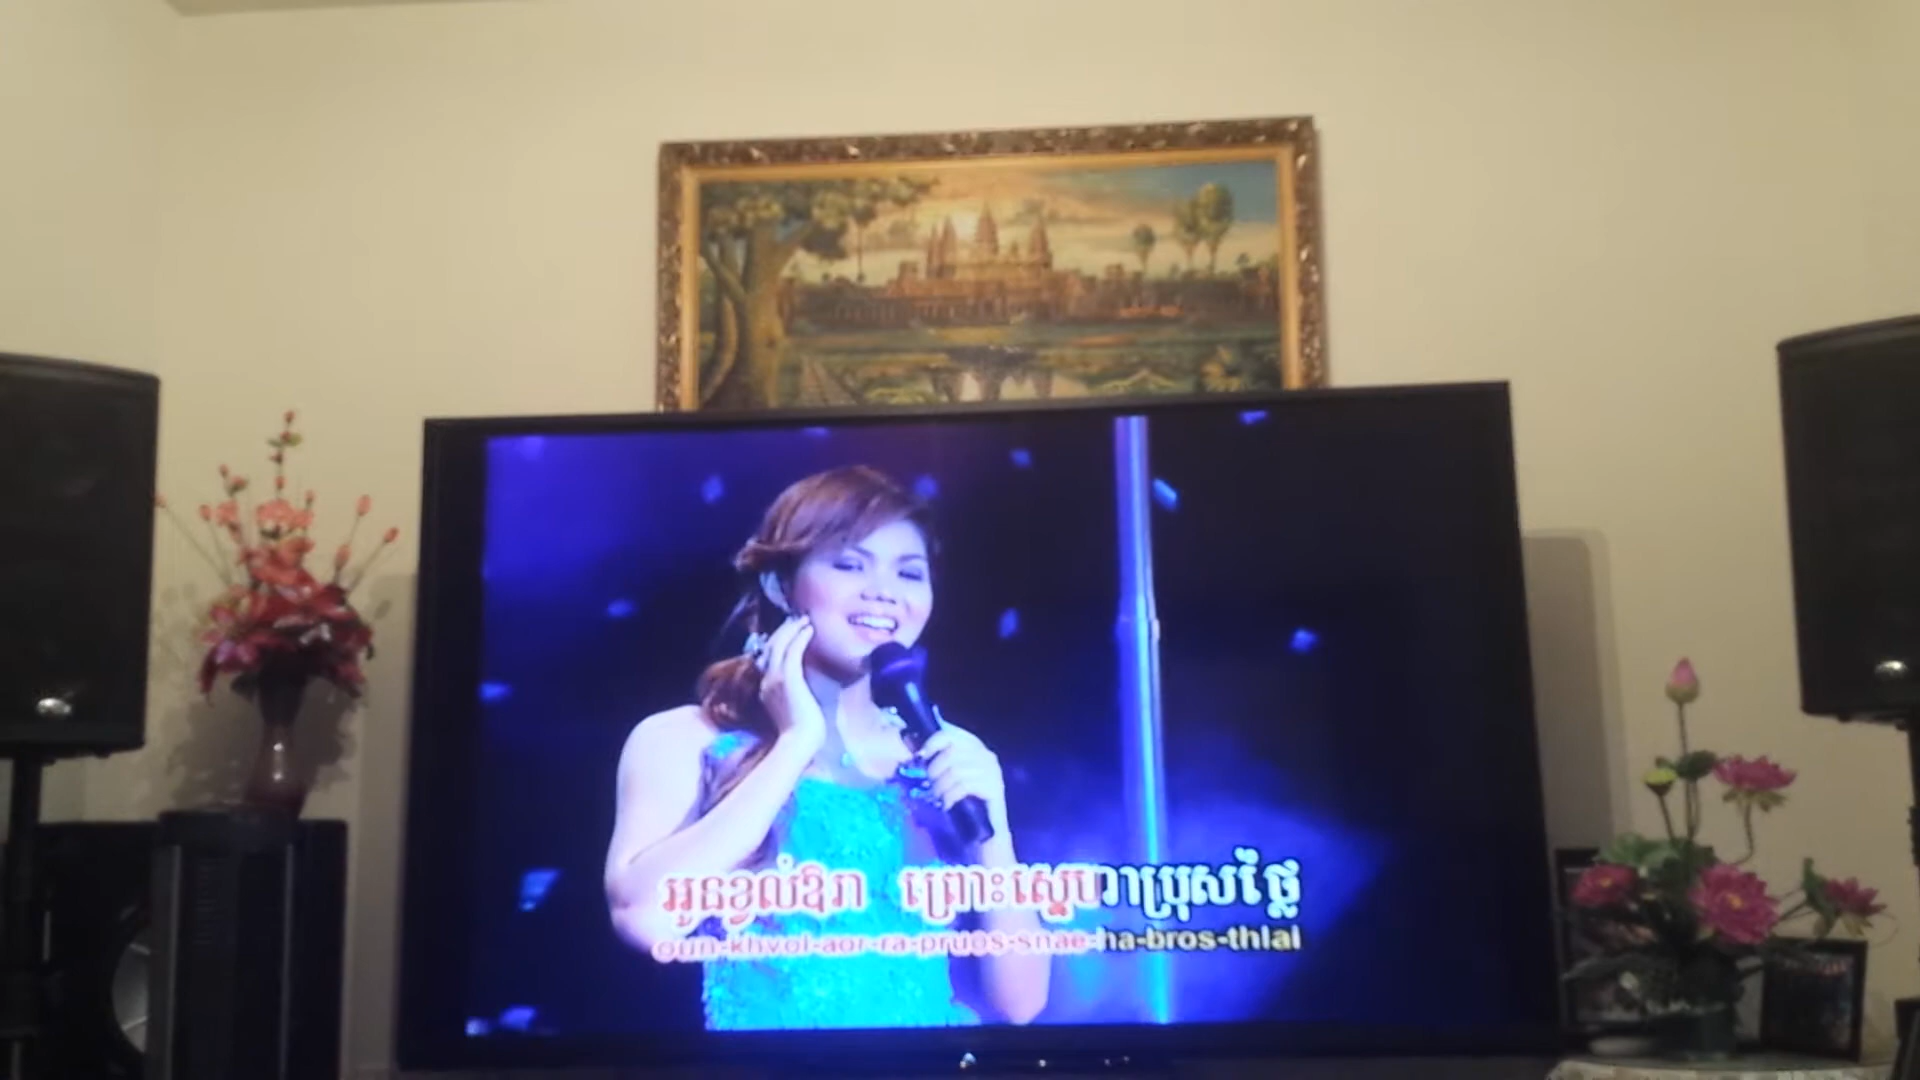 អូនខ្វល់ឱរា ព្រោះស្នេហាប្រុសថ្លៃ
oun-khvol-aor-ra-pruos-snae-ha-bros-thlai